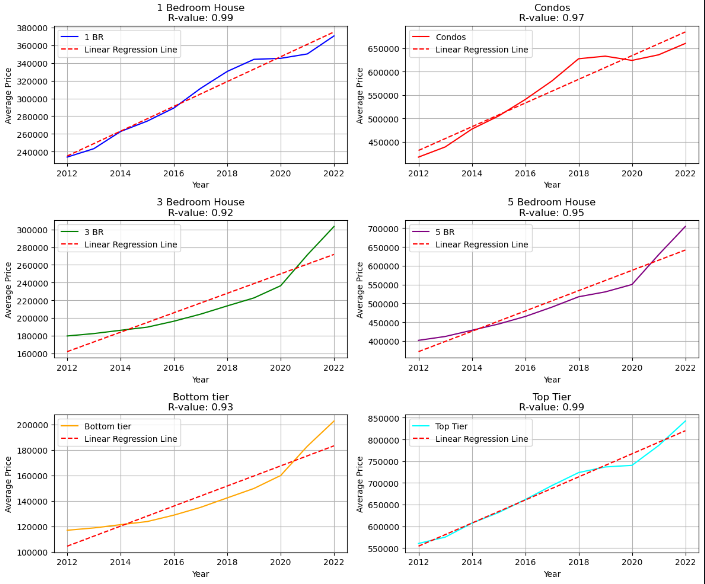 1 Bedroom House
R-value: 0.99
380000
360000
340000
320000
300000
280000
260000
240000
Average Price
1 BR
Linear Regression Line
2012 2014 2016 2018 2020 2022
Year
Condos
R-value: 0.97
650000
600000
550000
500000
450000
Average Price
Condos
Linear Regression Line
2012 2014 2016 2018 2020 2022
Year
3 Bedroom House
R-value: 0.92
300000
280000
260000
240000
220000
200000
180000
160000
Average Price
3 BR
Linear Regression Line
2012 2014 2016 2018 2020 2022
Year
5 Bedroom House
R-value: 0.95
700000
650000
600000
550000
500000
450000
400000
Average Price
5 BR
Linear Regression Line
2012 2014 2016 2018 2020 2022
Year
Bottom tier
R-value: 0.93
200000
180000
160000
140000
120000
100000
Average Price
Bottom tier
Linear Regression Line
2012 2014 2016 2018 2020 2022
Year
Top Tier
R-value: 0.99
850000
800000
750000
700000
650000
600000
550000
Average Price
Top Tier
Linear Regression Line
2012 2014 2016 2018 2020 2022
Year